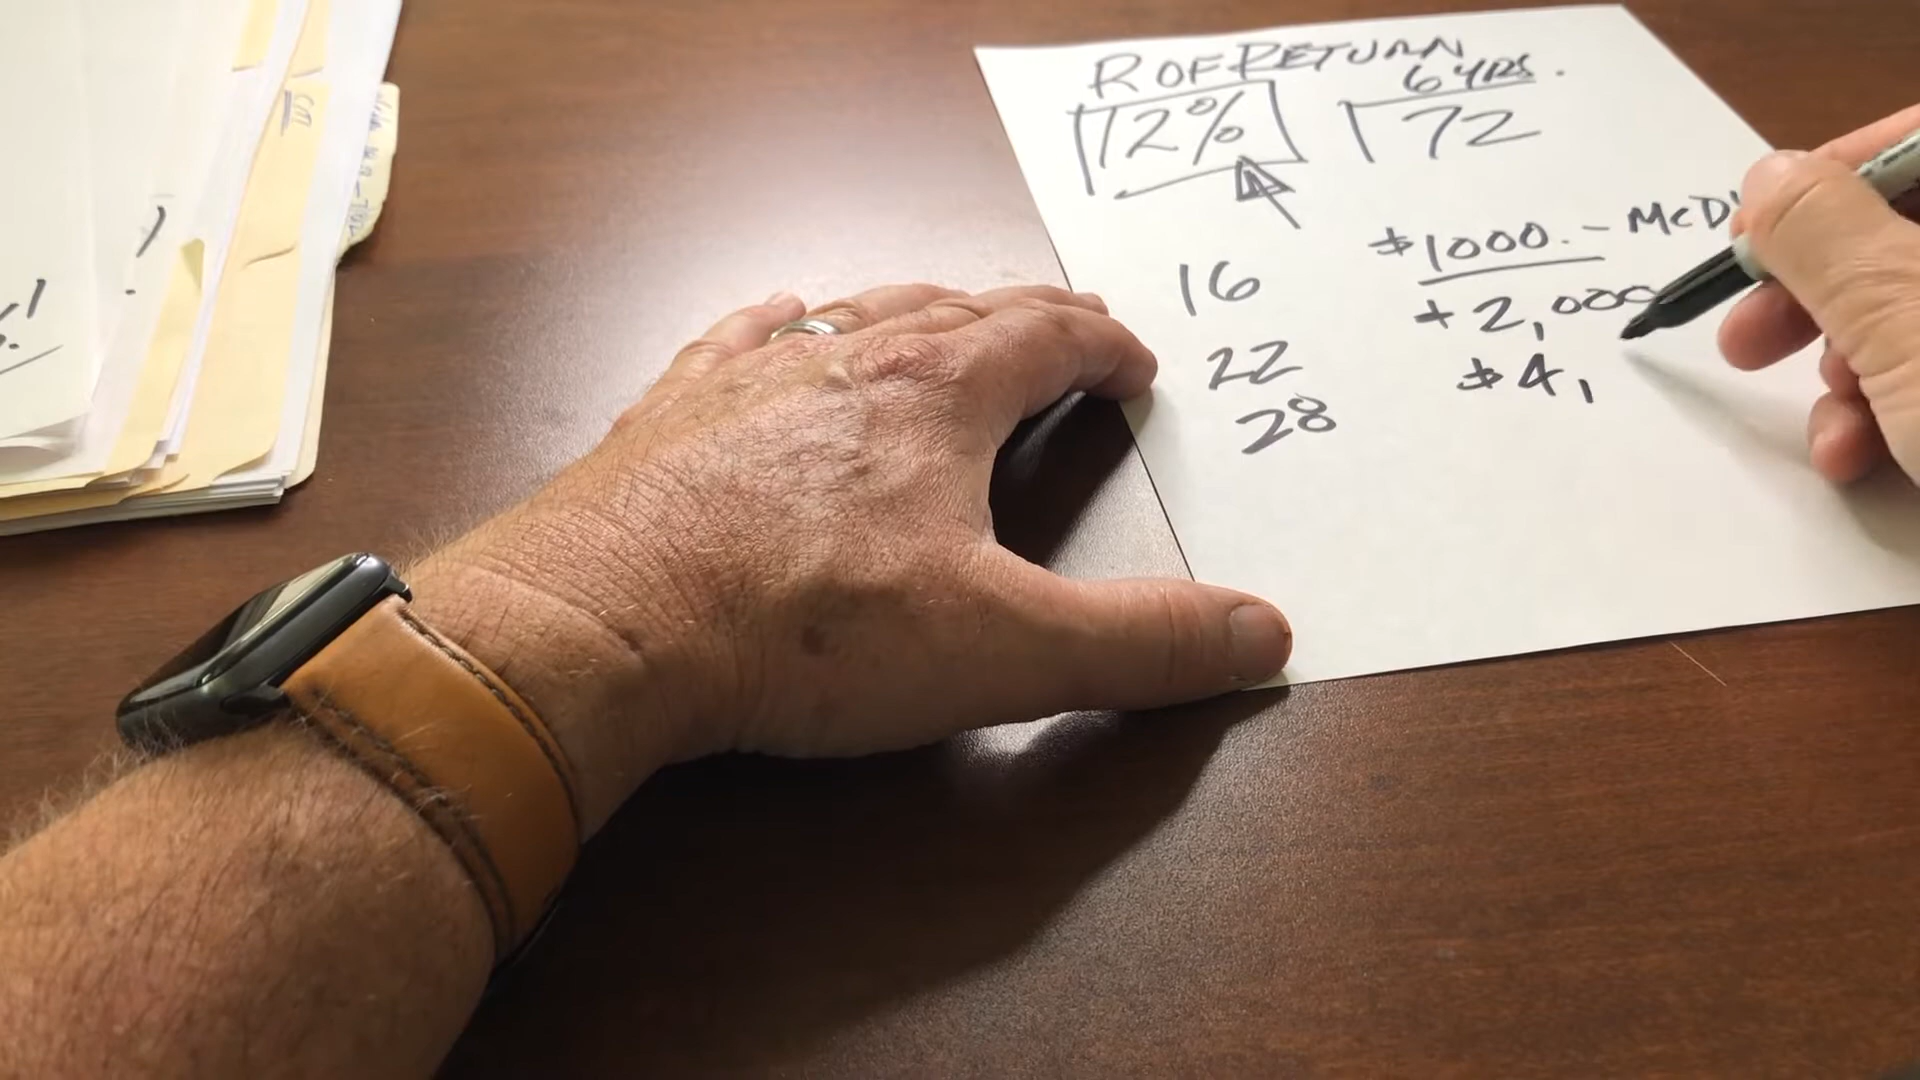 R OF RETURN
6 YRS.
12% 72
16 $1000.- McD'
+2,000
22 $4,
28